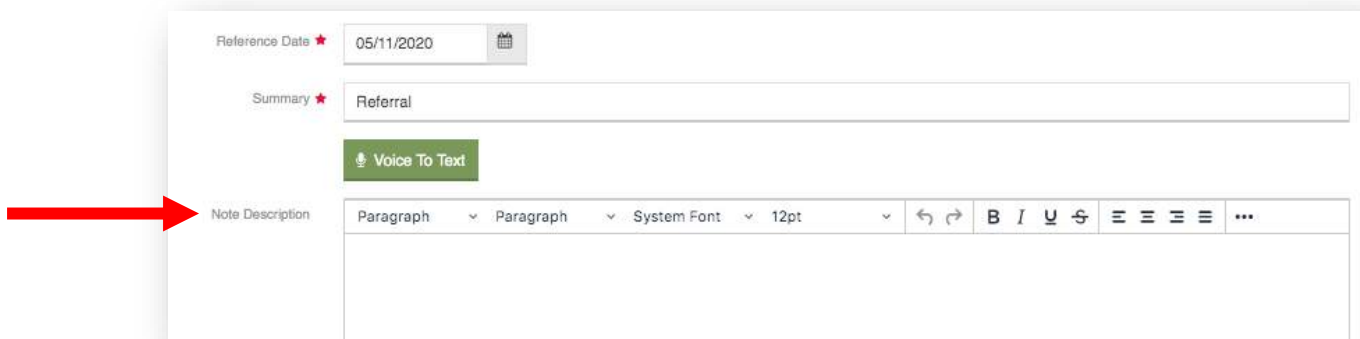 Reference Date ★ 05/11/2020
Summary ★ Referral
Voice To Text
Note Description Paragraph Paragraph System Font 12pt B I U S •••